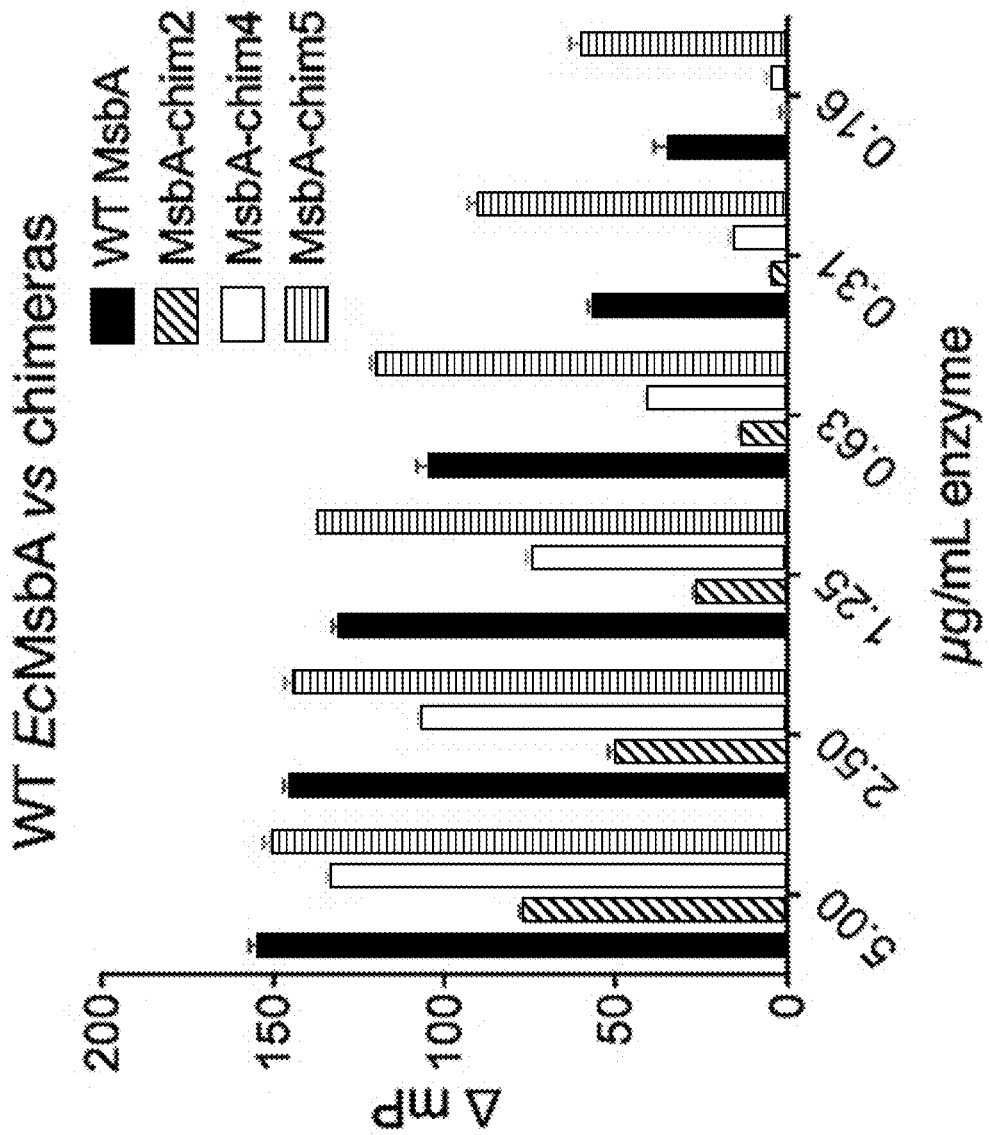 WT EcMsbA vs chimeras
WT MsbA
MsbA-chim2
MsbA-chim4
MsbA-chim5
Δ mP
200
150
100
50
0
5.00
2.50
1.25
0.63
0.31
0.16
µg/mL enzyme